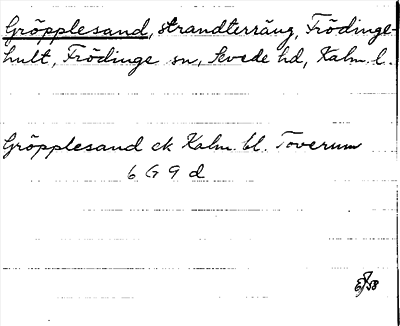 Gröpplesand, strandterräng, Frödinge-
hult, Frödinge sn, Sevede hd, Kalm. l.
Gröpplesand ek Kalm. bl. Toverum
6 G 9 d